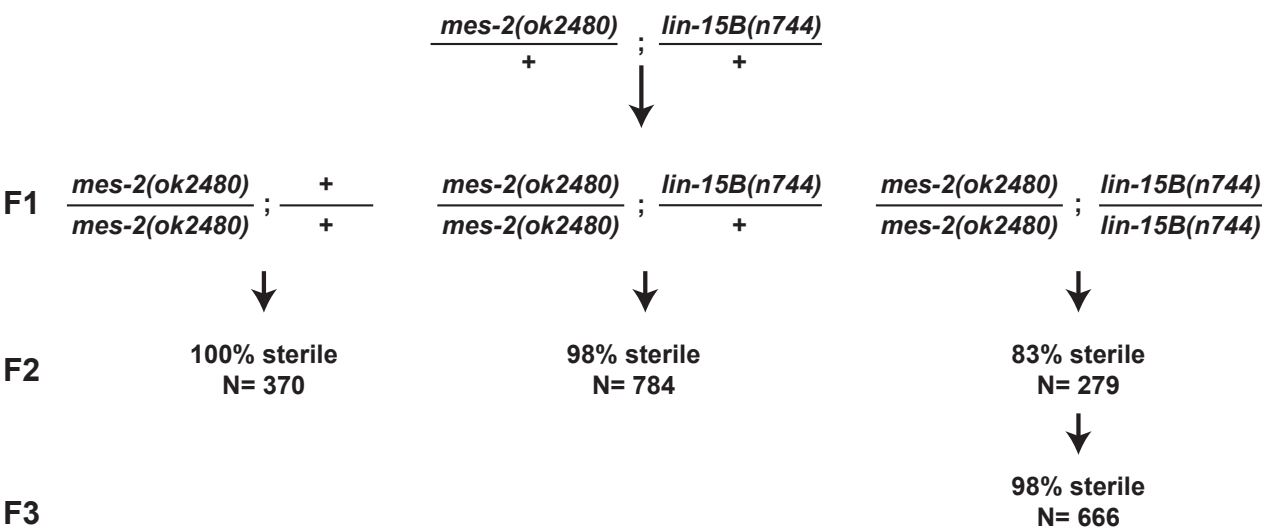 mes-2(ok2480) ; lin-15B(n744)
+ +
F1 mes-2(ok2480) ; + mes-2(ok2480) ; lin-15B(n744) mes-2(ok2480) ; lin-15B(n744)
mes-2(ok2480) + mes-2(ok2480) + mes-2(ok2480) lin-15B(n744)
F2 100% sterile 98% sterile 83% sterile
N= 370 N= 784 N= 279
98% sterile
F3 N= 666